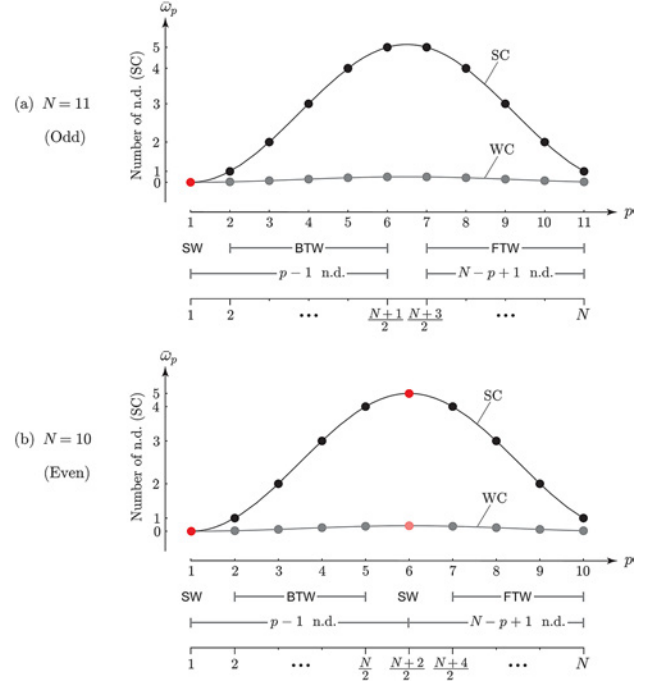 ω̄ₚ
Number of n.d. (SC)
5
4
3
2
1
0
SC
WC
(a) N = 11
(Odd)
1 2 3 4 5 6 7 8 9 10 11 p
SW BTW FTW
p − 1 n.d. N − p + 1 n.d.
1 2 ••• N + 1/2 N + 3/2 ••• N
ω̄ₚ
Number of n.d. (SC)
5
4
3
2
1
0
SC
WC
(b) N = 10
(Even)
1 2 3 4 5 6 7 8 9 10 p
SW BTW SW FTW
p − 1 n.d. N − p + 1 n.d.
1 2 ••• N/2 N + 2/2 N + 4/2 ••• N